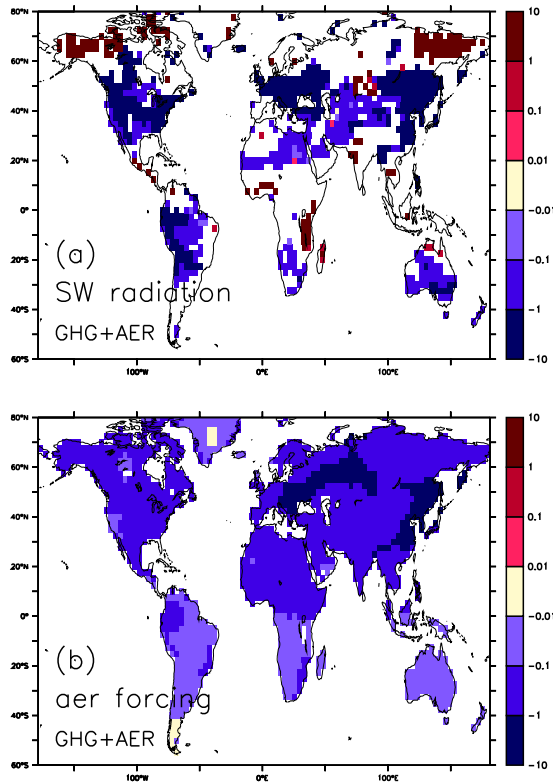 80°N
60°N
40°N
20°N
0°
20°S
40°S
60°S
100°W
0°E
100°E
(a)
SW radiation
GHG+AER
10
1
0.1
0.01
-0.01
-0.1
-1
-10
80°N
60°N
40°N
20°N
0°
20°S
40°S
60°S
100°W
0°E
100°E
(b)
aer forcing
GHG+AER
10
1
0.1
0.01
-0.01
-0.1
-1
-10